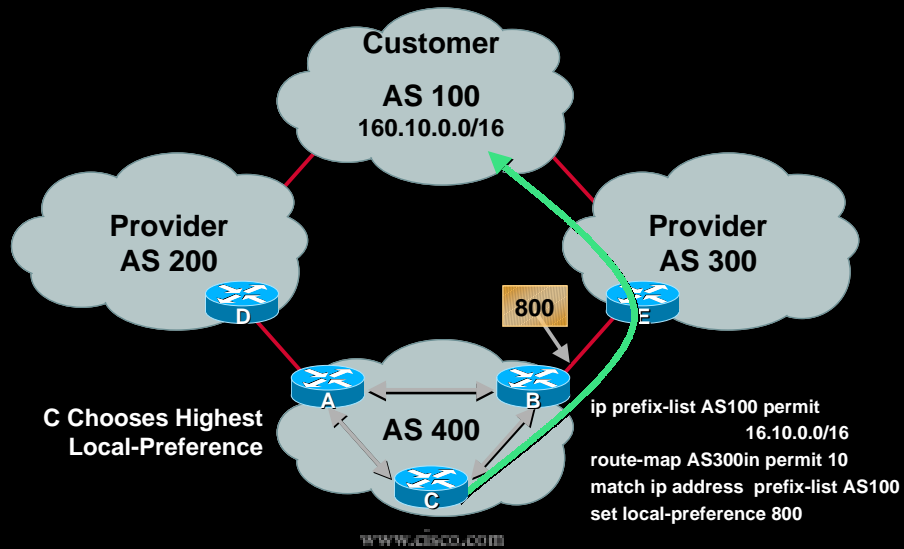 Customer
AS 100
160.10.0.0/16
Provider
AS 200
Provider
AS 300
D
800
E
A
B
C Chooses Highest
Local-Preference
AS 400
C
ip prefix-list AS100 permit
16.10.0.0/16
route-map AS300in permit 10
match ip address prefix-list AS100
set local-preference 800
www.cisco.com